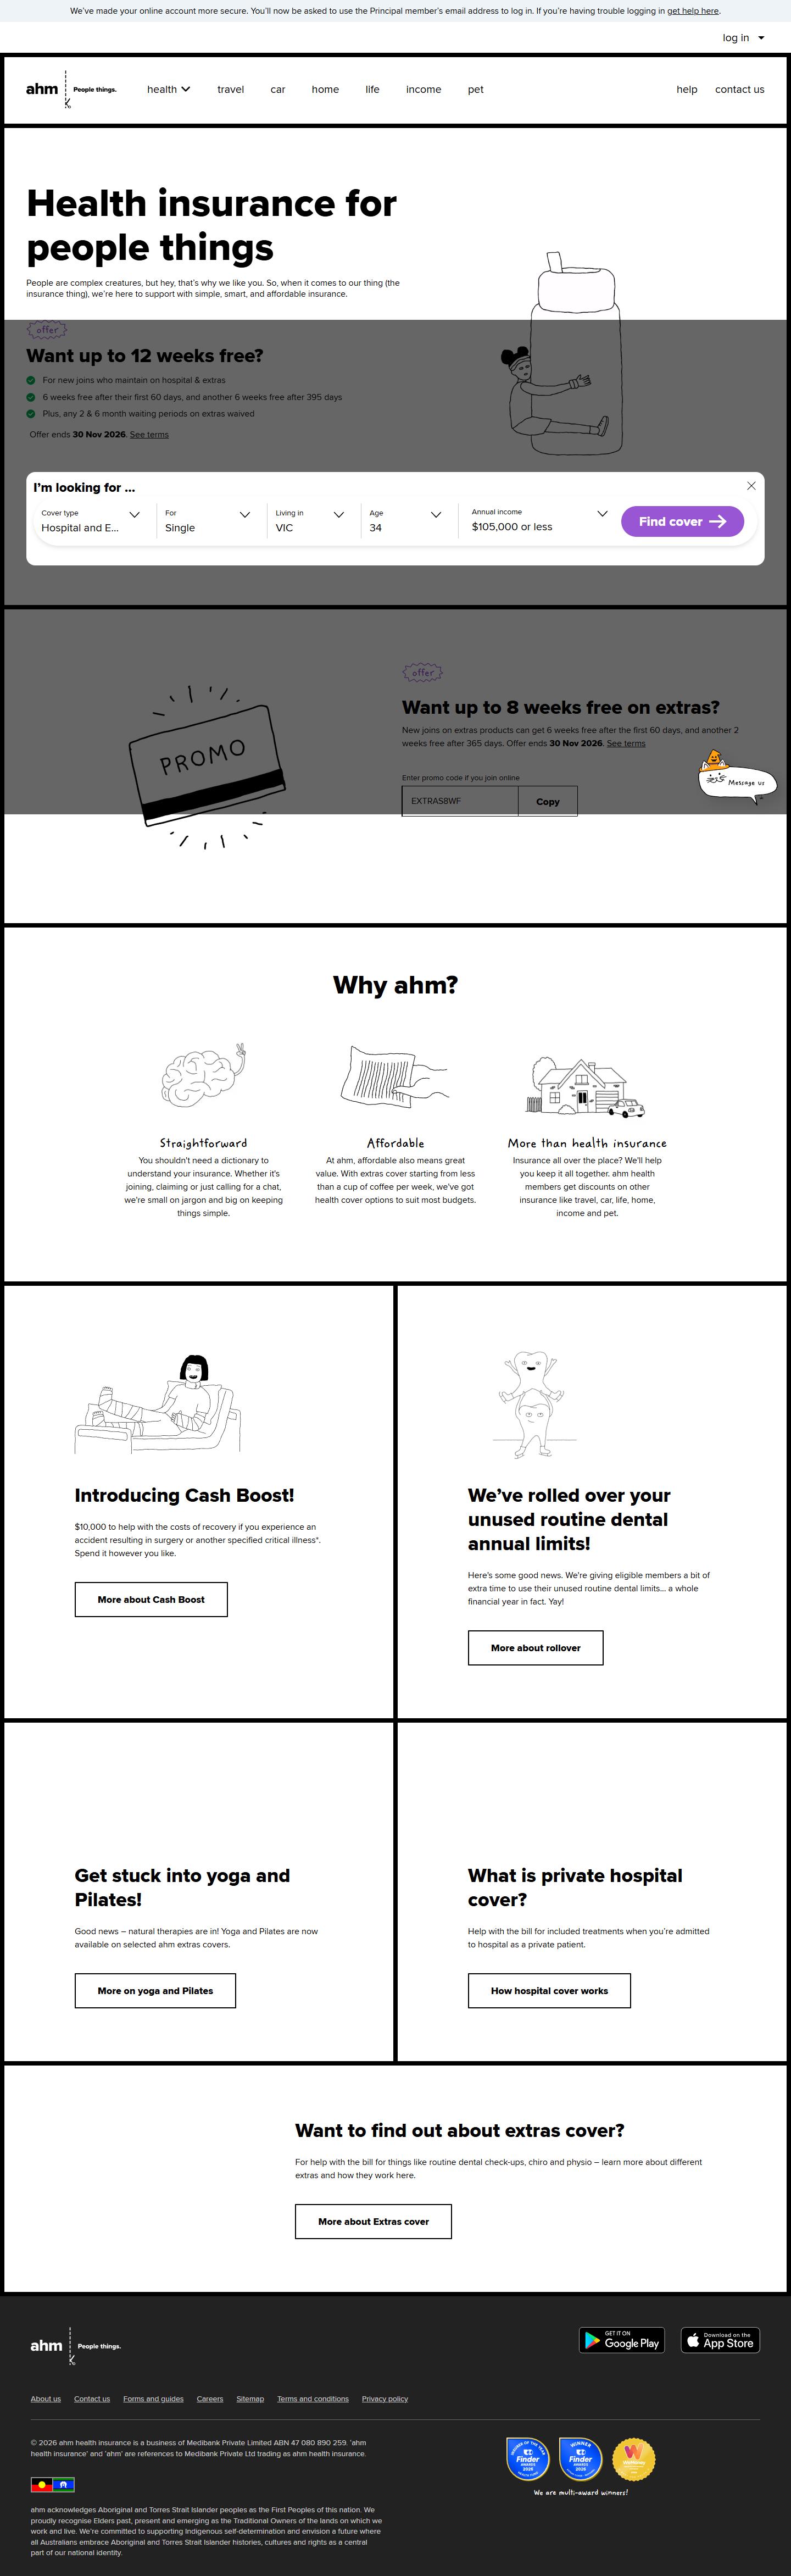 We've made your online account more secure. You'll now be asked to use the Principal member's email address to log in. If you're having trouble logging in get help here.
log in
ahm People things.
health travel car home life income pet help contact us
Health insurance for
people things
People are complex creatures, but hey, that's why we like you. So, when it comes to our thing (the
insurance thing), we're here to support with simple, smart, and affordable insurance.
offer
Want up to 12 weeks free?
For new joins who maintain on hospital & extras
6 weeks free after their first 60 days, and another 6 weeks free after 395 days
Plus, any 2 & 6 month waiting periods on extras waived
Offer ends 30 Nov 2026. See terms
I'm looking for ...
Cover type For Living in Age Annual income
Hospital and E... Single VIC 34 $105,000 or less
Find cover
offer
Want up to 8 weeks free on extras?
New joins on extras products can get 6 weeks free after the first 60 days, and another 2
weeks free after 365 days. Offer ends 30 Nov 2026. See terms
PROMO
Message us
Enter promo code if you join online
EXTRAS8WF Copy
Why ahm?
Straightforward
You shouldn't need a dictionary to
understand your insurance. Whether it's
joining, claiming or just calling for a chat,
we're small on jargon and big on keeping
things simple.
Affordable
At ahm, affordable also means great
value. With extras cover starting from less
than a cup of coffee per week, we've got
health cover options to suit most budgets.
More than health insurance
Insurance all over the place? We'll help
you keep it all together. ahm health
members get discounts on other
insurance like travel, car, life, home,
income and pet.
Introducing Cash Boost!
$10,000 to help with the costs of recovery if you experience an
accident resulting in surgery or another specified critical illness*.
Spend it however you like.
More about Cash Boost
We've rolled over your
unused routine dental
annual limits!
Here's some good news. We're giving eligible members a bit of
extra time to use their unused routine dental limits... a whole
financial year in fact. Yay!
More about rollover
Get stuck into yoga and
Pilates!
Good news – natural therapies are in! Yoga and Pilates are now
available on selected ahm extras covers.
More on yoga and Pilates
What is private hospital
cover?
Help with the bill for included treatments when you're admitted
to hospital as a private patient.
How hospital cover works
Want to find out about extras cover?
For help with the bill for things like routine dental check-ups, chiro and physio – learn more about different
extras and how they work here.
More about Extras cover
ahm People things.
GET IT ON
Google Play
Download on the
App Store
About us Contact us Forms and guides Careers Sitemap Terms and conditions Privacy policy
© 2026 ahm health insurance is a business of Medibank Private Limited ABN 47 080 890 259. 'ahm
health insurance' and 'ahm' are references to Medibank Private Ltd trading as ahm health insurance.
Finder
Finder
We are multi-award winners!
ahm acknowledges Aboriginal and Torres Strait Islander peoples as the First Peoples of this nation. We
proudly recognise Elders past, present and emerging as the Traditional Owners of the lands on which we
work and live. We're committed to supporting Indigenous self-determination and envision a future where
all Australians embrace Aboriginal and Torres Strait Islander histories, cultures and rights as a central
part of our national identity.